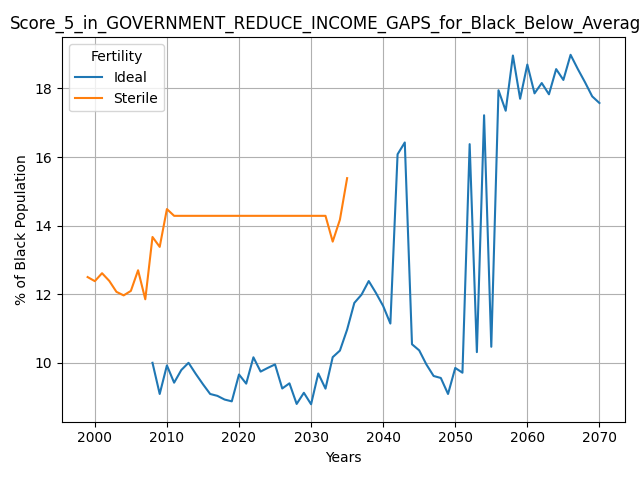 Score_5_in_GOVERNMENT_REDUCE_INCOME_GAPS_for_Black_Below_Averag
Fertility
Ideal
Sterile
% of Black Population
18
16
14
12
10
2000 2010 2020 2030 2040 2050 2060 2070
Years